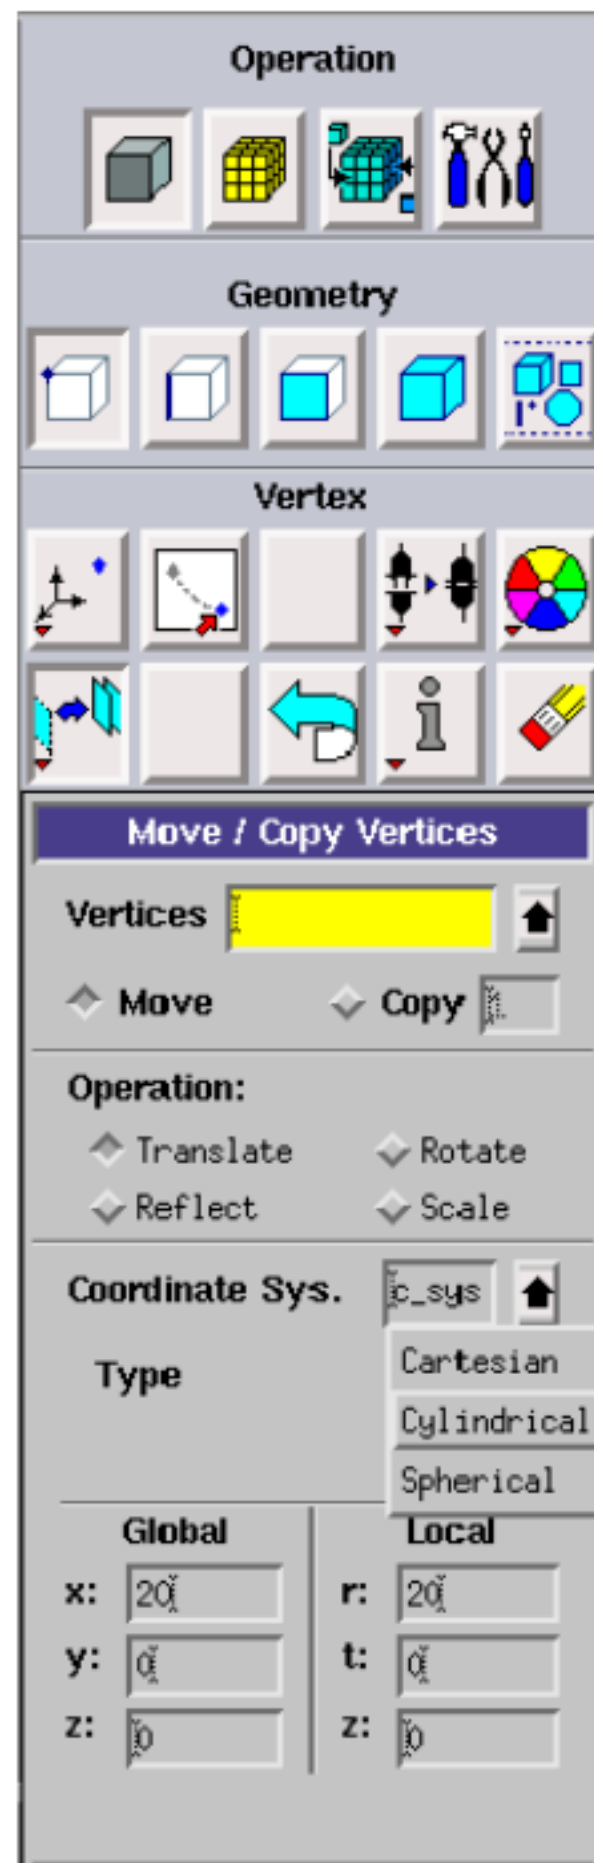 Operation
Geometry
Vertex
Move / Copy Vertices
Vertices
Move Copy
Operation:
Translate Rotate
Reflect Scale
Coordinate Sys. c_sys
Type Cartesian
Cylindrical
Spherical
Global Local
x: 20 r: 20
y: 0 t: 0
z: 0 z: 0